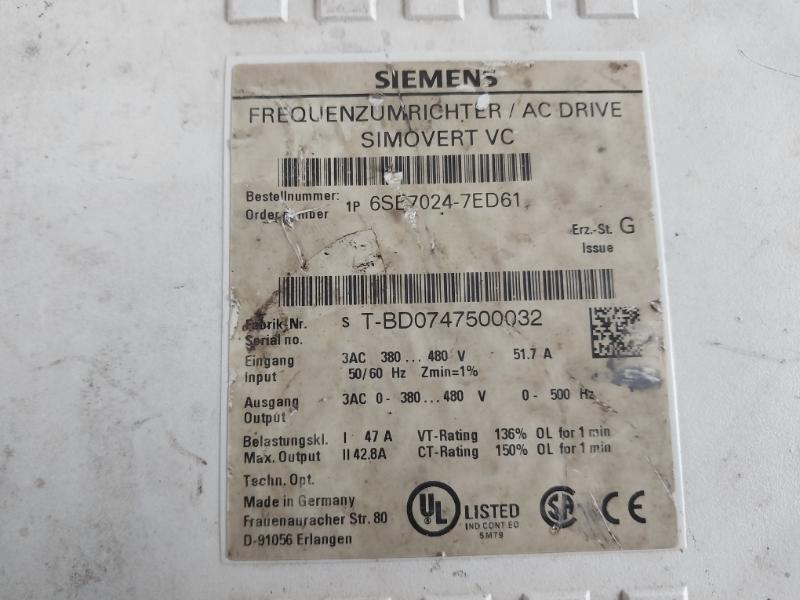 SIEMENS
FREQUENZUMRICHTER / AC DRIVE
SIMOVERT VC
Bestellnummer:
Order number 1P 6SE7024-7ED61
Erz.-St. G
Issue
Fabrik-Nr. S T-BD0747500032
Serial no.
Eingang 3AC 380 ... 480 V 51.7 A
Input 50/60 Hz Zmin=1%
Ausgang 3AC 0 - 380 ... 480 V 0 - 500 Hz
Output
Belastungskl. I 47 A VT-Rating 136% OL for 1 min
Max. Output II 42.8A CT-Rating 150% OL for 1 min
Techn. Opt.
Made in Germany
Frauenauracher Str. 80
D-91056 Erlangen
UL LISTED
IND CONT EQ
5M79
SA CE